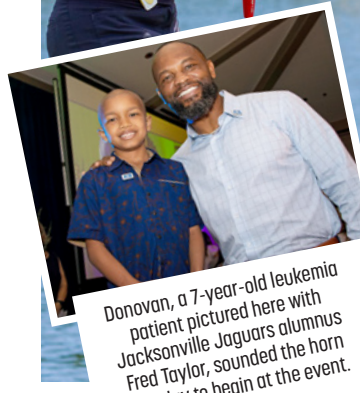 Donovan, a 7-year-old leukemia
patient pictured here with
Jacksonville Jaguars alumnus
Fred Taylor, sounded the horn
to begin at the event.